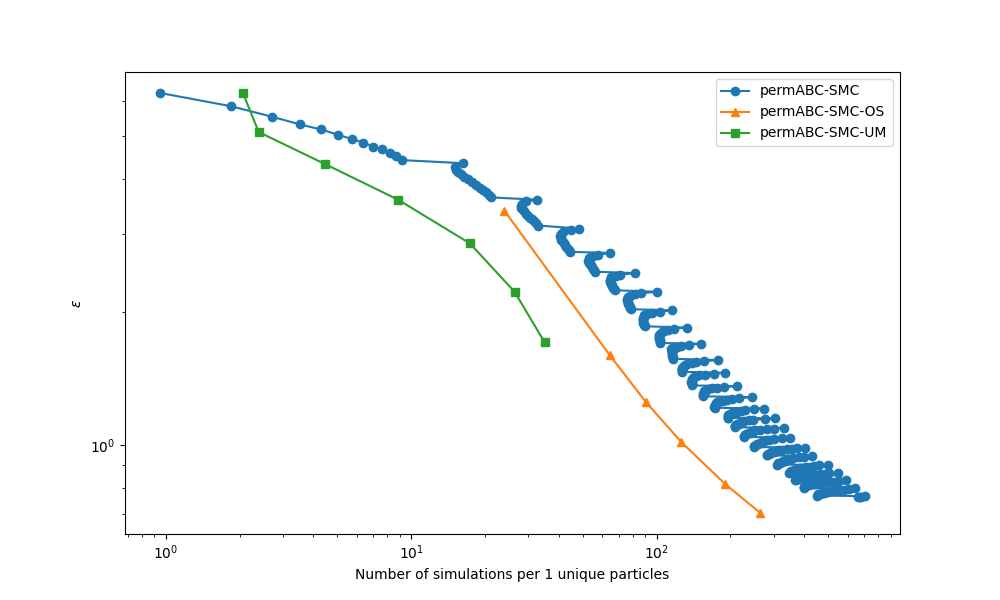 permABC-SMC
permABC-SMC-OS
permABC-SMC-UM
ε
10⁰
10⁰ 10¹ 10²
Number of simulations per 1 unique particles